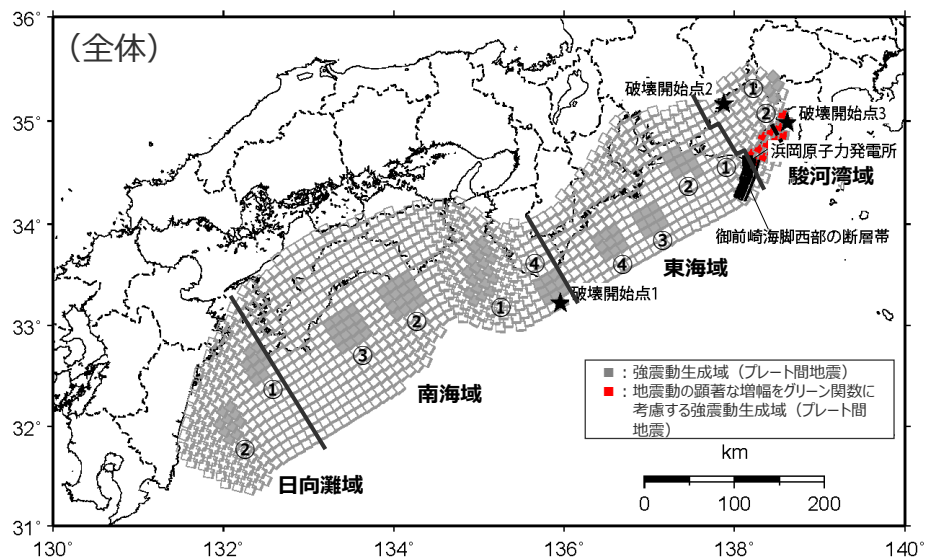 （全体）
36˚
35˚
34˚
33˚
32˚
31˚
130˚
132˚
134˚
136˚
138˚
140˚
破壊開始点2
①
②
破壊開始点3
浜岡原子力発電所
駿河湾域
①
②
御前崎海脚西部の断層帯
③
東海域
④
④
破壊開始点1
①
②
③
南海域
①
②
日向灘域
■：強震動生成域（プレート間地震）
■：地震動の顕著な増幅をグリーン関数に
考慮する強震動生成域（プレート間
地震）
km
0 100 200